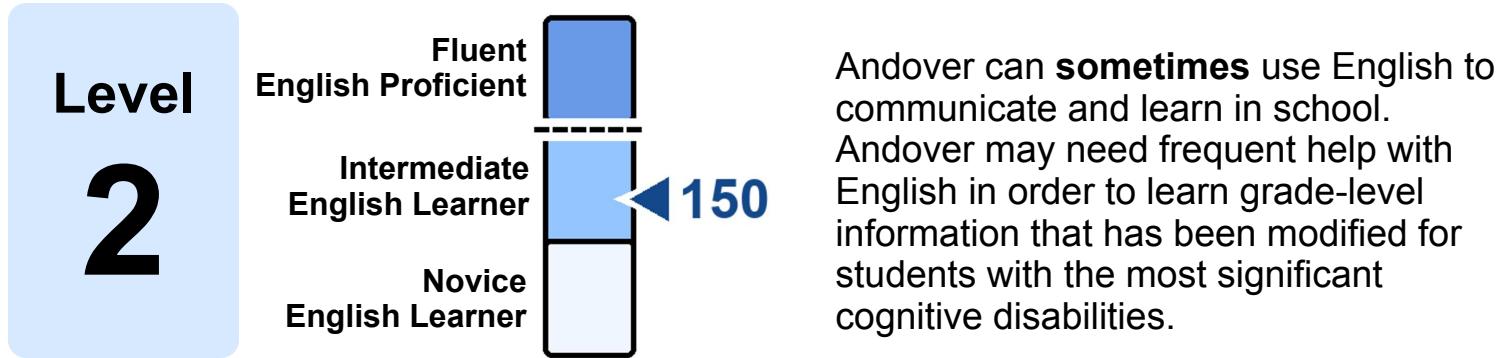 Level
2
Fluent
English Proficient
Intermediate
English Learner
150
Novice
English Learner
Andover can sometimes use English to
communicate and learn in school.
Andover may need frequent help with
English in order to learn grade-level
information that has been modified for
students with the most significant
cognitive disabilities.